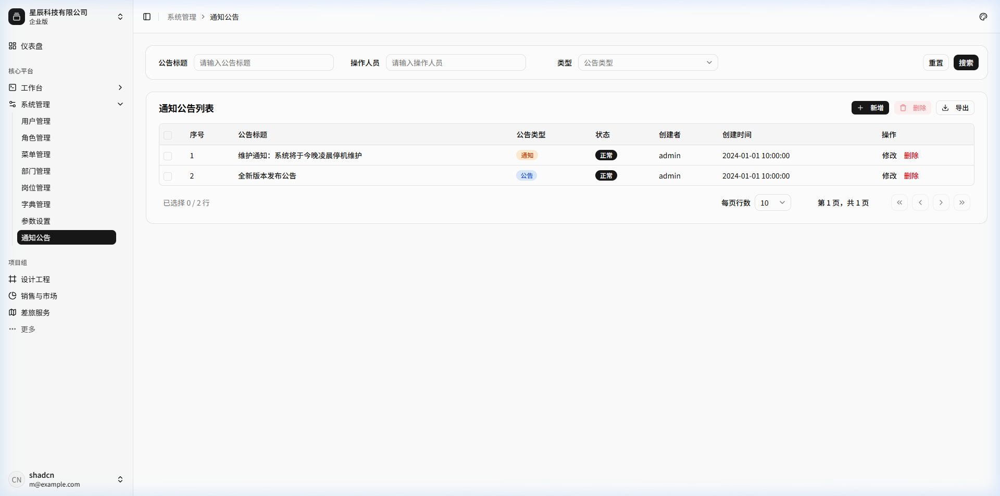 星辰科技有限公司
企业版
仪表盘
核心平台
工作台
系统管理
用户管理
角色管理
菜单管理
部门管理
岗位管理
字典管理
参数设置
通知公告
项目组
设计工程
销售与市场
差旅服务
更多
CN
shadcn
m@example.com
系统管理 通知公告
公告标题 请输入公告标题 操作人员 请输入操作人员 类型 公告类型 重置 搜索
通知公告列表 新增 删除 导出
序号 公告标题 公告类型 状态 创建者 创建时间 操作
1 维护通知：系统将于今晚凌晨停机维护 通知 正常 admin 2024-01-01 10:00:00 修改 删除
2 全新版本发布公告 公告 正常 admin 2024-01-01 10:00:00 修改 删除
已选择 0 / 2 行 每页行数 10 第 1 页，共 1 页